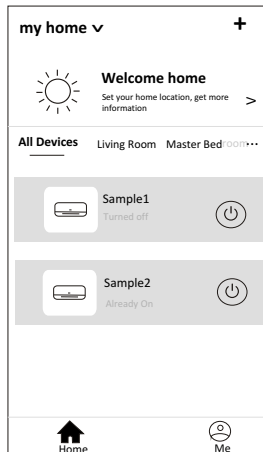 my home ∨ +
Welcome home
Set your home location, get more
information >
All Devices Living Room Master Bedroom...
Sample1
Turned off
Sample2
Already On
Home Me